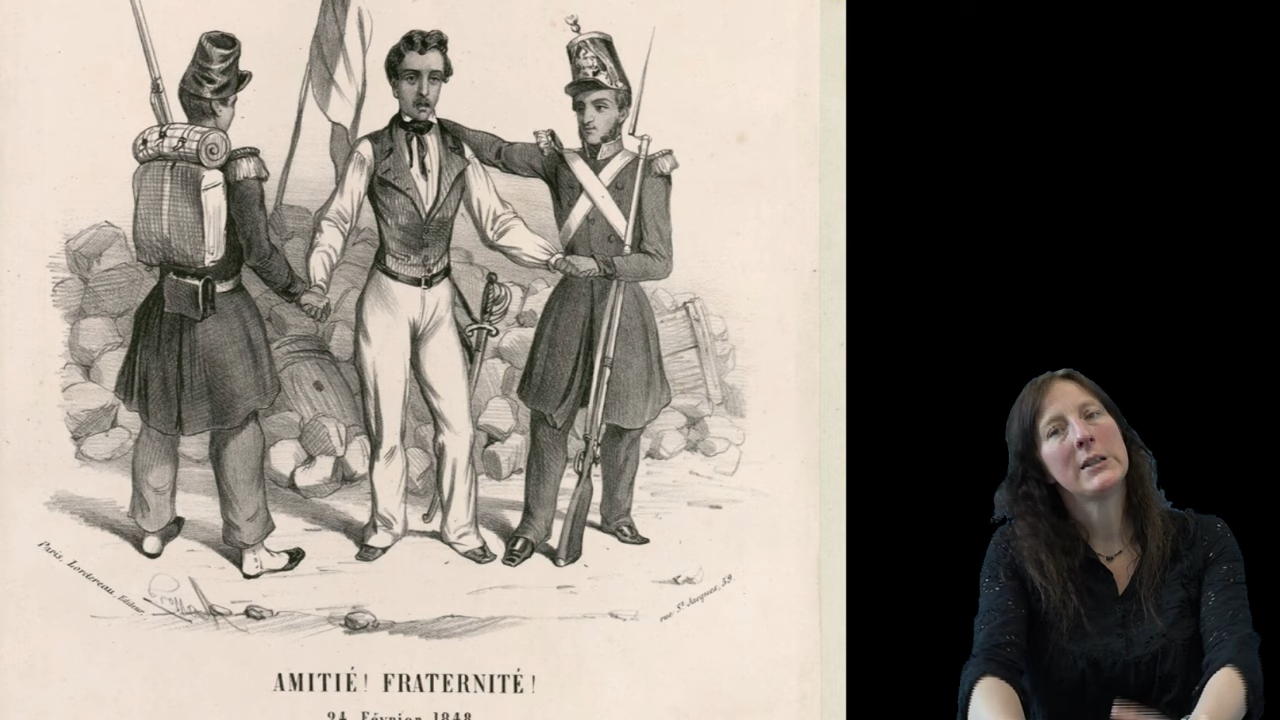 Paris, Lordereau, Editeur,
rue St Jacques, 59
AMITIÉ! FRATERNITÉ!
24 Février 1848